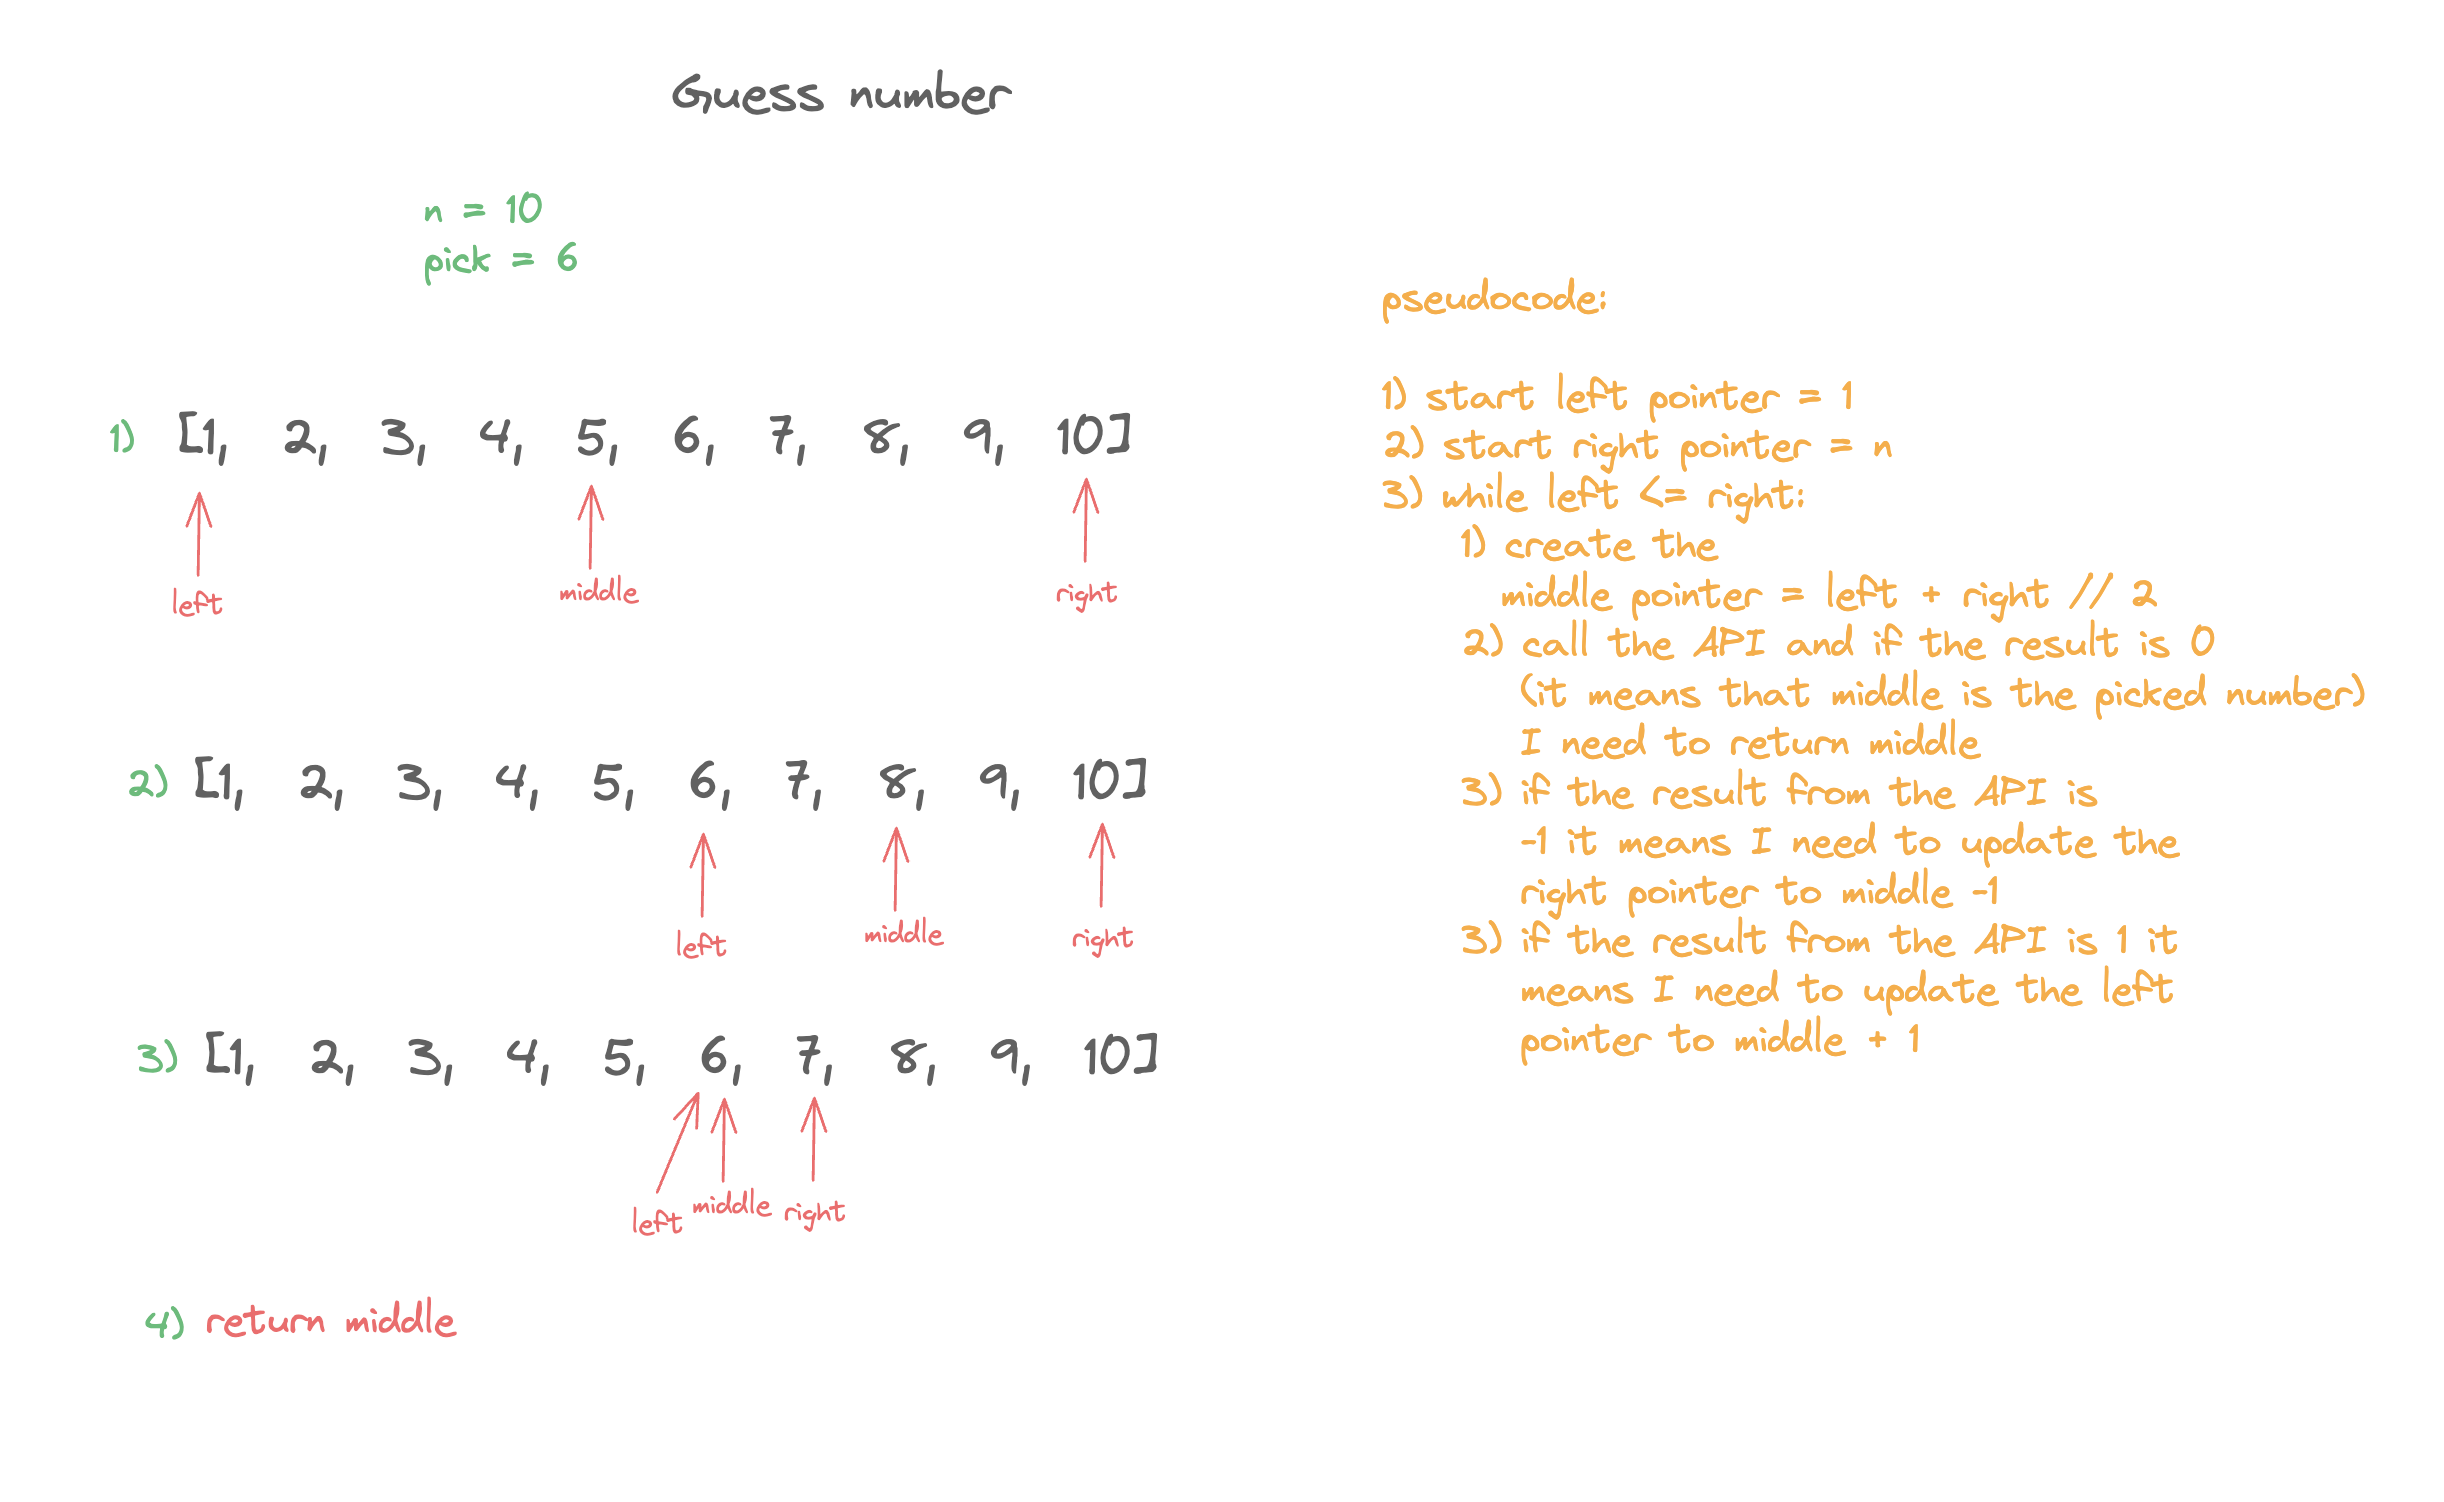 Guess number
n = 10
pick = 6
1) [1, 2, 3, 4, 5, 6, 7, 8, 9, 10]
left middle right
2) [1, 2, 3, 4, 5, 6, 7, 8, 9, 10]
left middle right
3) [1, 2, 3, 4, 5, 6, 7, 8, 9, 10]
left middle right
4) return middle
pseudocode:
1) start left pointer = 1
2) start right pointer = n
3) while left <= right:
1) create the
middle pointer = left + right // 2
2) call the API and if the result is 0
(it means that middle is the picked number)
I need to return middle
3) if the result from the API is
-1 it means I need to update the
right pointer to middle -1
3) if the result from the API is 1 it
means I need to update the left
pointer to middle + 1